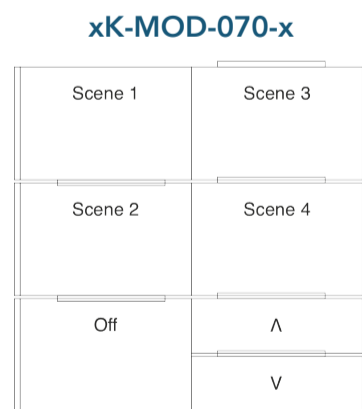 xK-MOD-070-x
Scene 1
Scene 3
Scene 2
Scene 4
Off
Λ
V